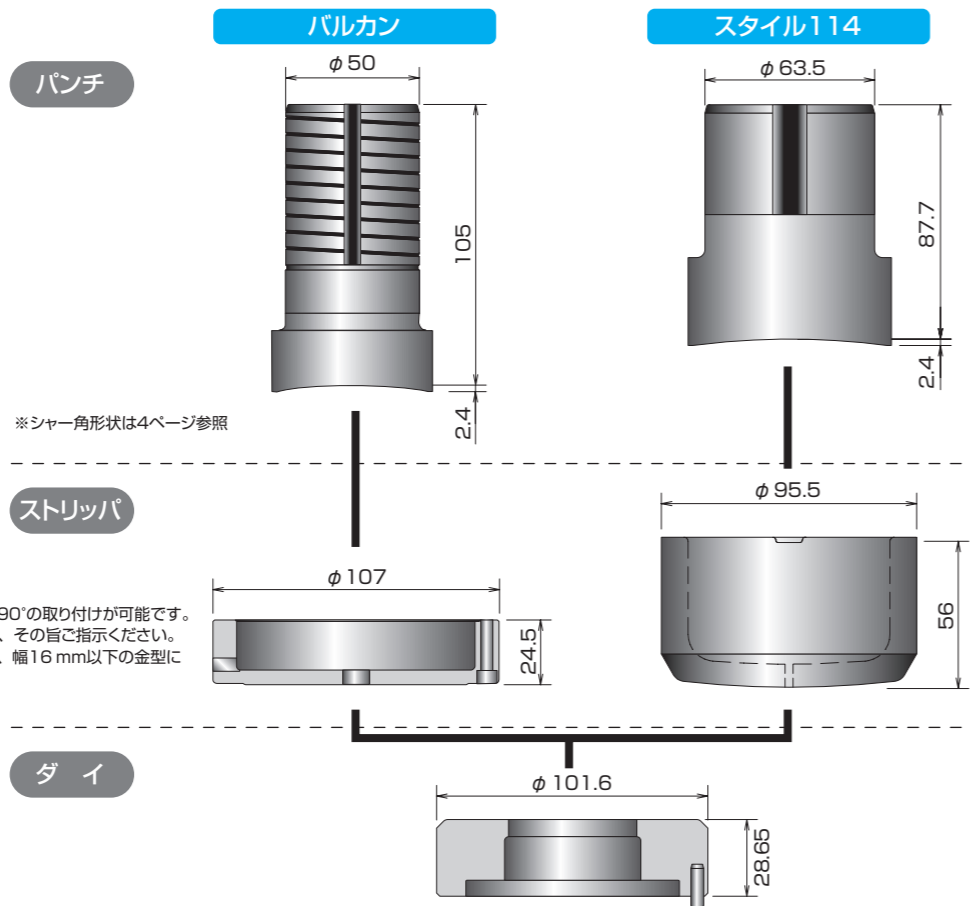 バルカン
スタイル114
パンチ
φ50
φ63.5
105
87.7
2.4
2.4
※シャー角形状は4ページ参照
ストリッパ
φ95.5
φ107
90°の取り付けが可能です。
、その旨ご指示ください。
、幅16 mm以下の金型に
24.5
56
ダイ
φ101.6
28.65